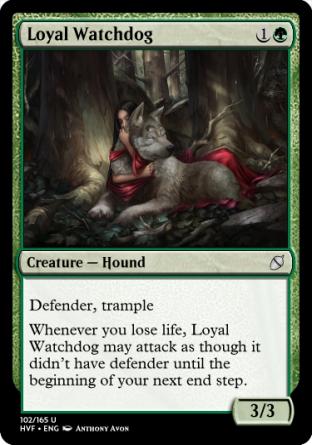 Loyal Watchdog 1
Creature — Hound
Defender, trample
Whenever you lose life, Loyal
Watchdog may attack as though it
didn't have defender until the
beginning of your next end step.
3/3
102/165 U
HVF • ENG Anthony Avon